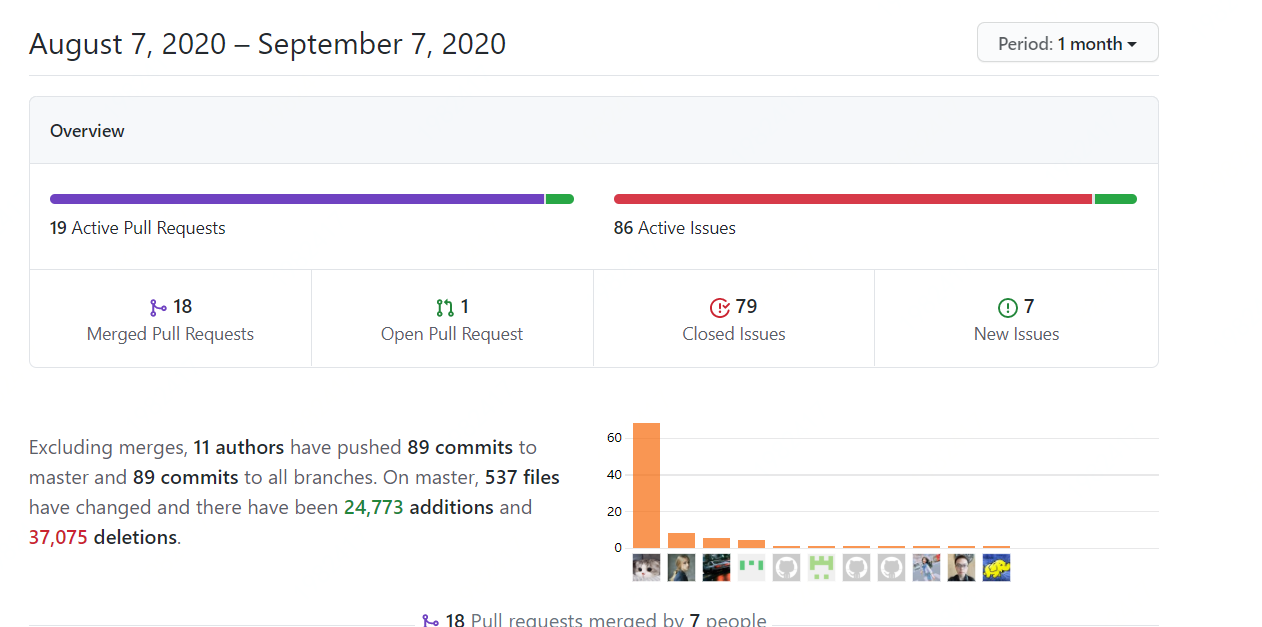 August 7, 2020 – September 7, 2020
Period: 1 month
Overview
19 Active Pull Requests
86 Active Issues
18
Merged Pull Requests
1
Open Pull Request
79
Closed Issues
7
New Issues
Excluding merges, 11 authors have pushed 89 commits to
master and 89 commits to all branches. On master, 537 files
have changed and there have been 24,773 additions and
37,075 deletions.
60
40
20
0
18 Pull requests merged by 7 people